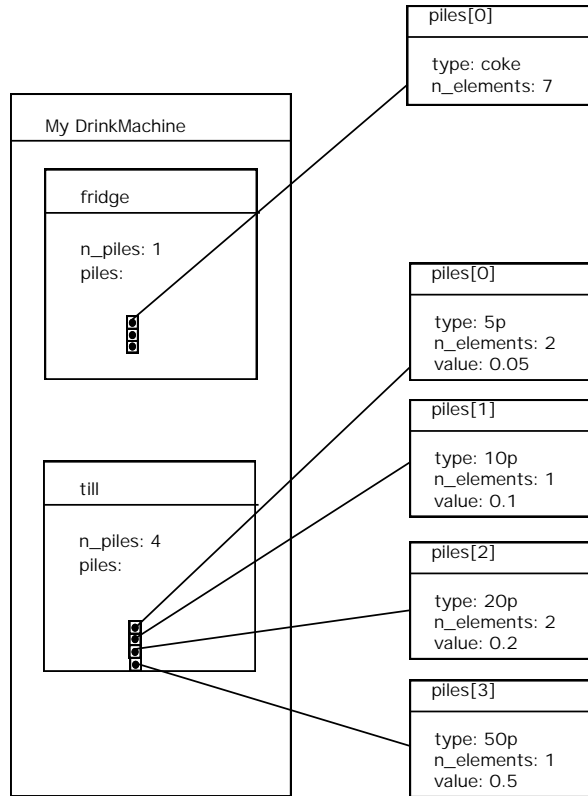 piles[0]
type: coke
n_elements: 7
My DrinkMachine
fridge
n_piles: 1
piles:
piles[0]
type: 5p
n_elements: 2
value: 0.05
piles[1]
type: 10p
n_elements: 1
value: 0.1
till
n_piles: 4
piles:
piles[2]
type: 20p
n_elements: 2
value: 0.2
piles[3]
type: 50p
n_elements: 1
value: 0.5